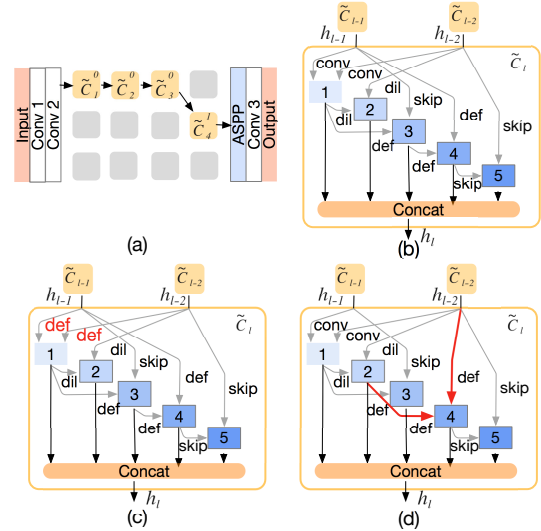 Input
Conv 1
Conv 2
C̃₁⁰
C̃₂⁰
C̃₃⁰
C̃₄¹
ASPP
Conv 3
Output
(a)
C̃ₗ₋₁
C̃ₗ₋₂
hₗ₋₁
hₗ₋₂
C̃ₗ
conv
conv
dil
skip
def
skip
1
2
3
4
5
dil
def
def
skip
Concat
hₗ
(b)
C̃ₗ₋₁
C̃ₗ₋₂
hₗ₋₁
hₗ₋₂
C̃ₗ
def
def
dil
skip
def
skip
1
2
3
4
5
dil
def
def
skip
Concat
hₗ
(c)
C̃ₗ₋₁
C̃ₗ₋₂
hₗ₋₁
hₗ₋₂
C̃ₗ
conv
conv
dil
skip
def
skip
1
2
3
4
5
dil
def
def
skip
Concat
hₗ
(d)